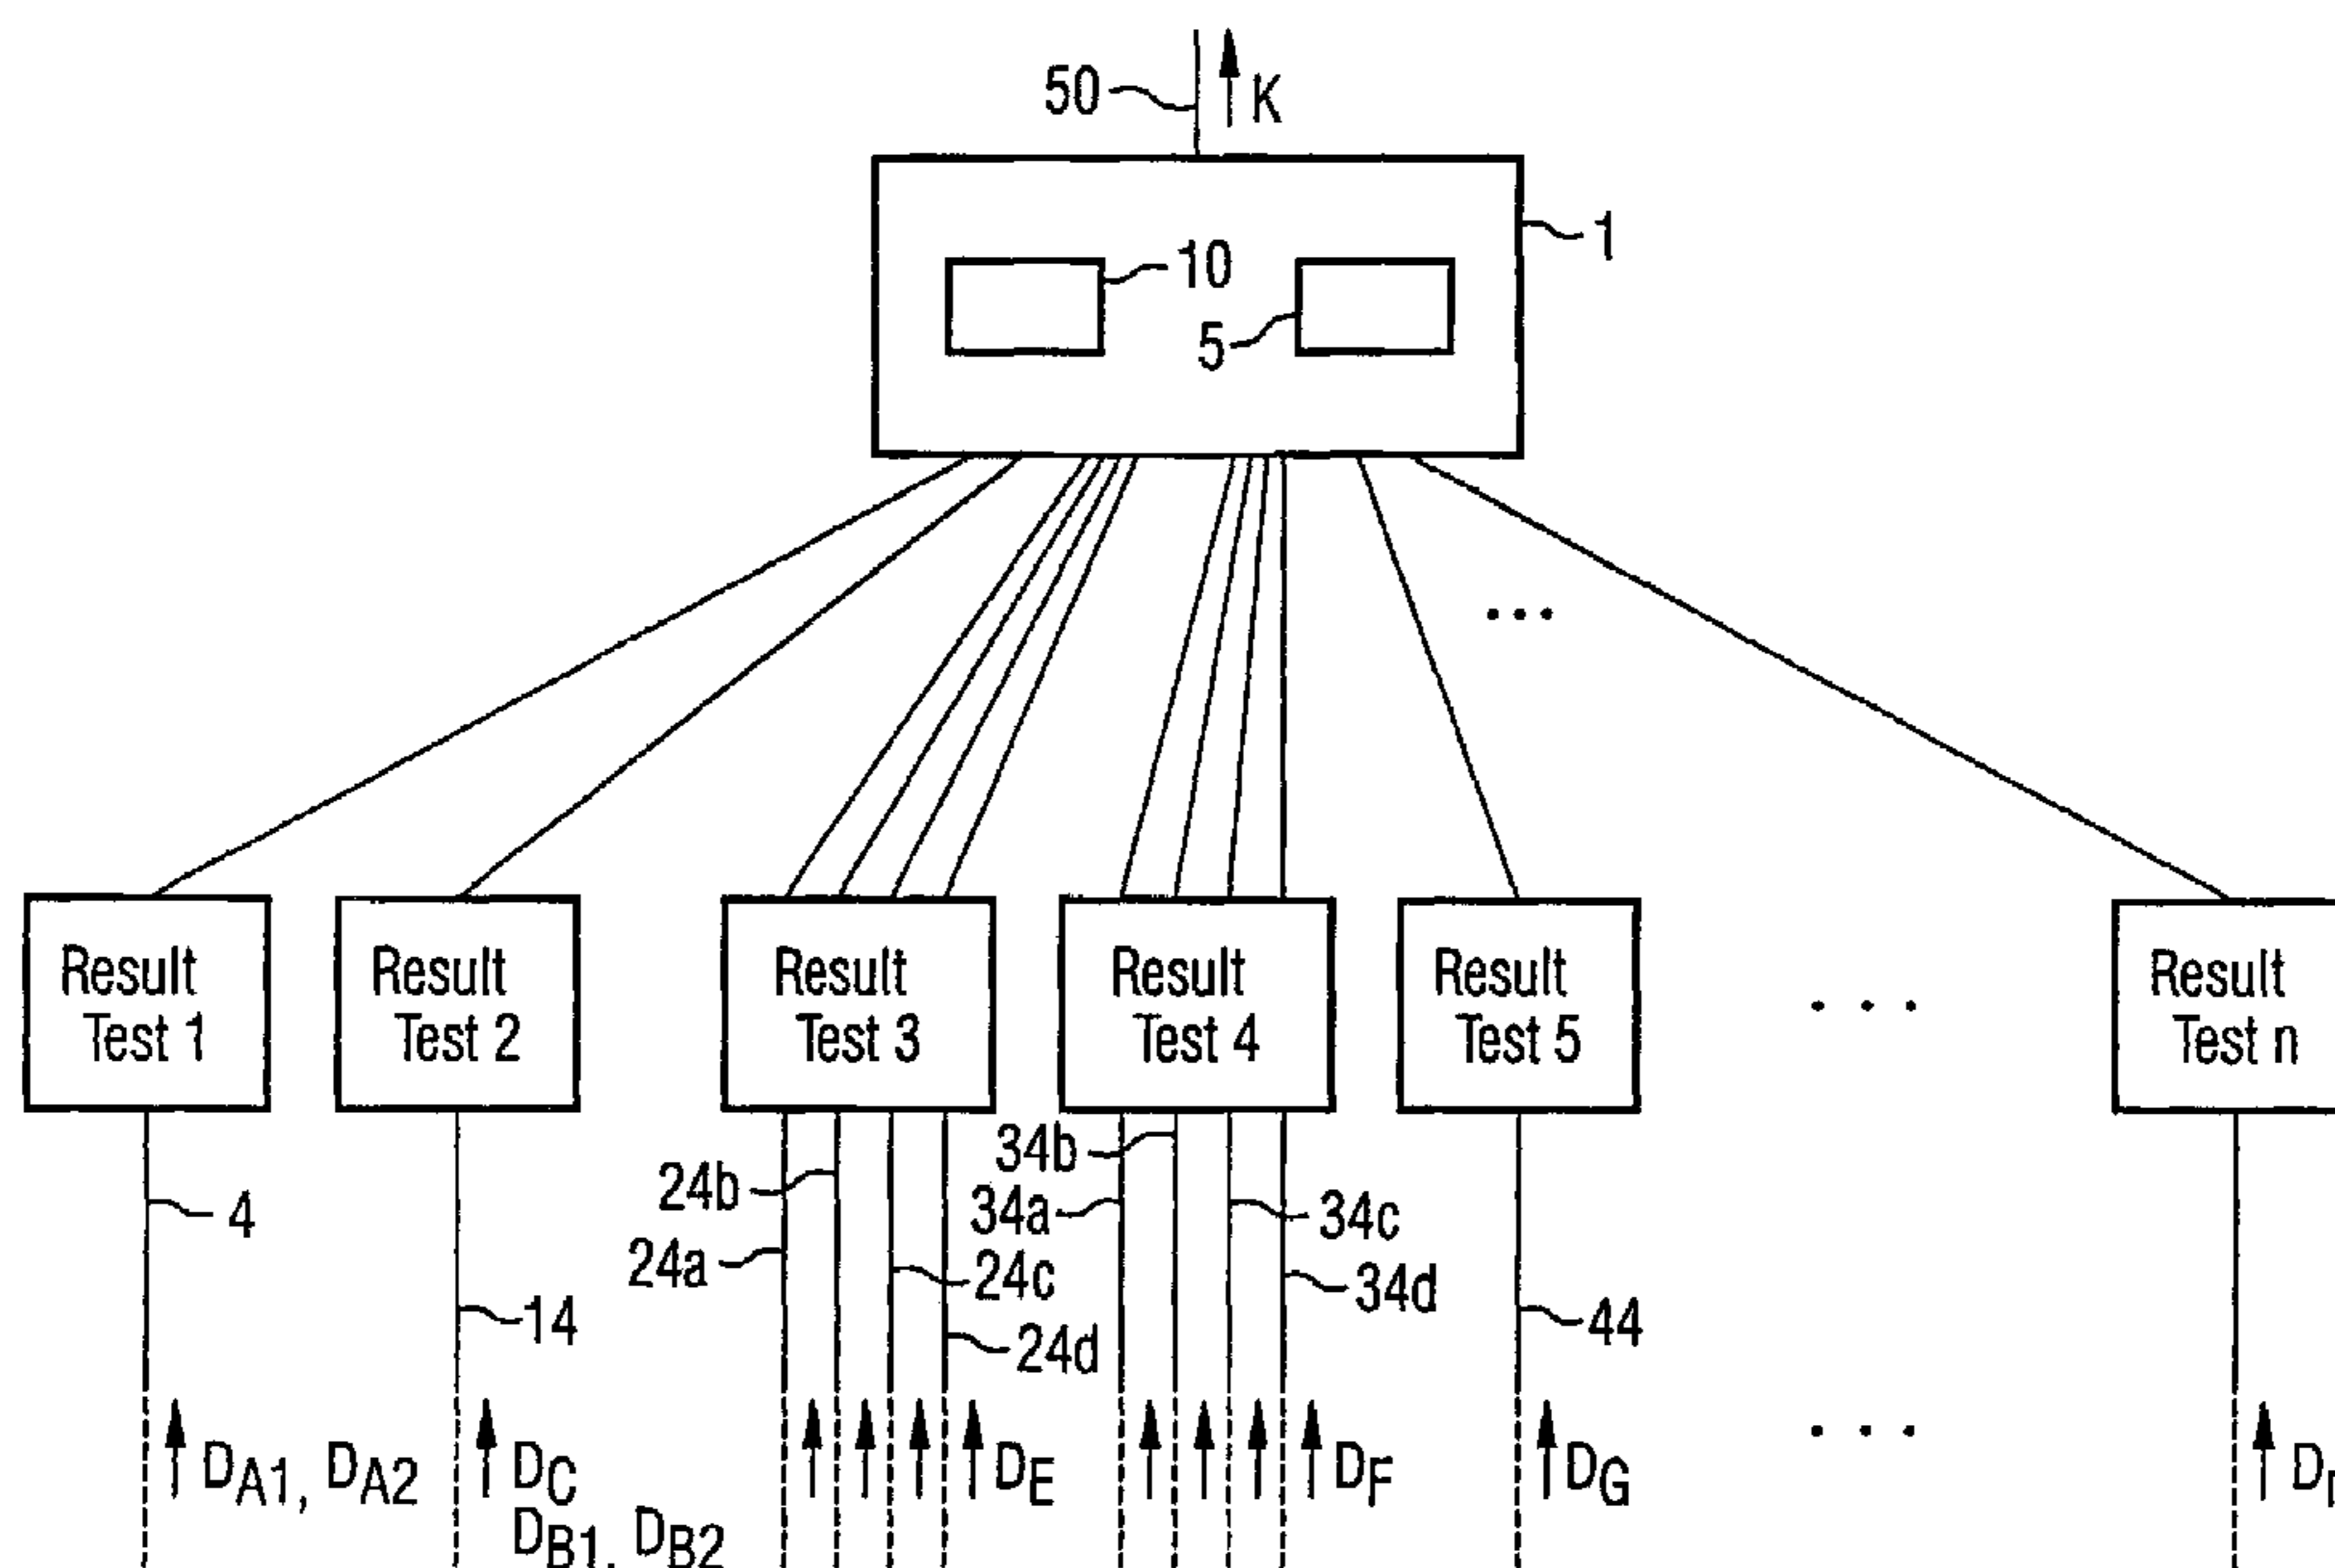 50
K
1
10
5
...
Result
Test 1
Result
Test 2
Result
Test 3
Result
Test 4
Result
Test 5
...
Result
Test n
34b
24b
34a
4
34c
24a
24c
34d
14
24d
44
...
DA1, DA2
DC
DB1, DB2
DE
DF
DG